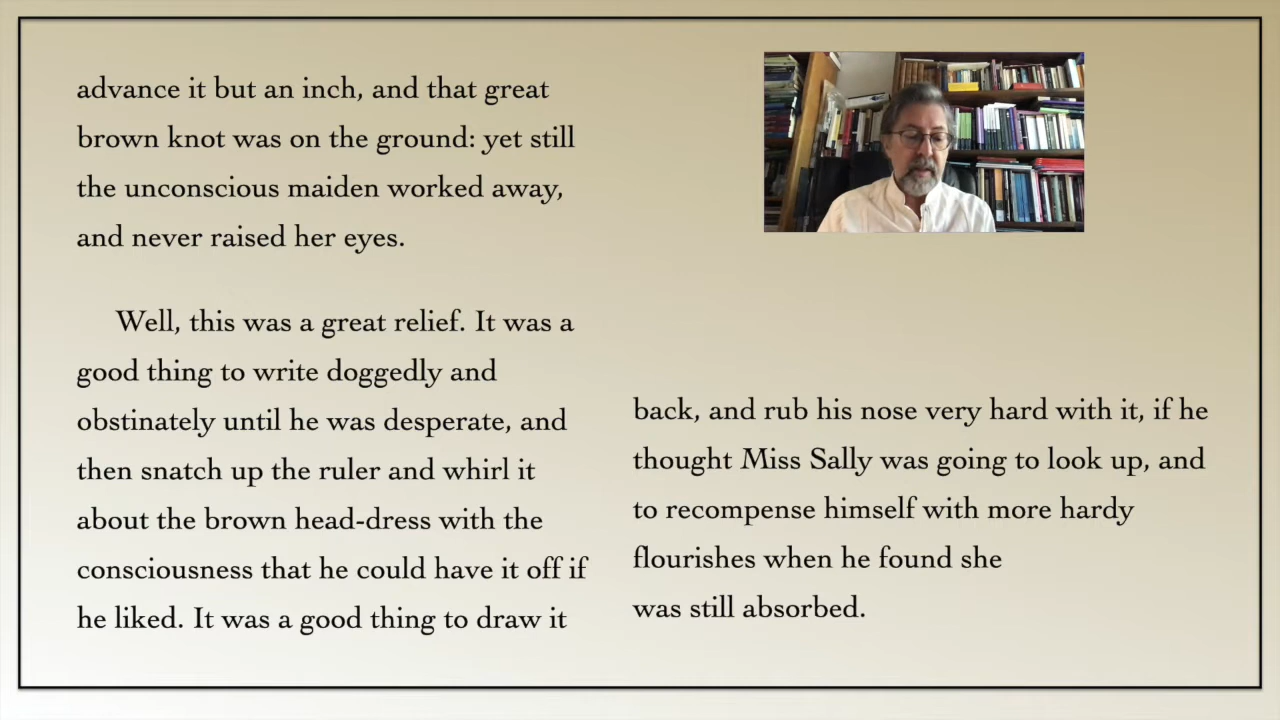 advance it but an inch, and that great
brown knot was on the ground: yet still
the unconscious maiden worked away,
and never raised her eyes.
Well, this was a great relief. It was a
good thing to write doggedly and
obstinately until he was desperate, and
then snatch up the ruler and whirl it
about the brown head-dress with the
consciousness that he could have it off if
he liked. It was a good thing to draw it
back, and rub his nose very hard with it, if he
thought Miss Sally was going to look up, and
to recompense himself with more hardy
flourishes when he found she
was still absorbed.